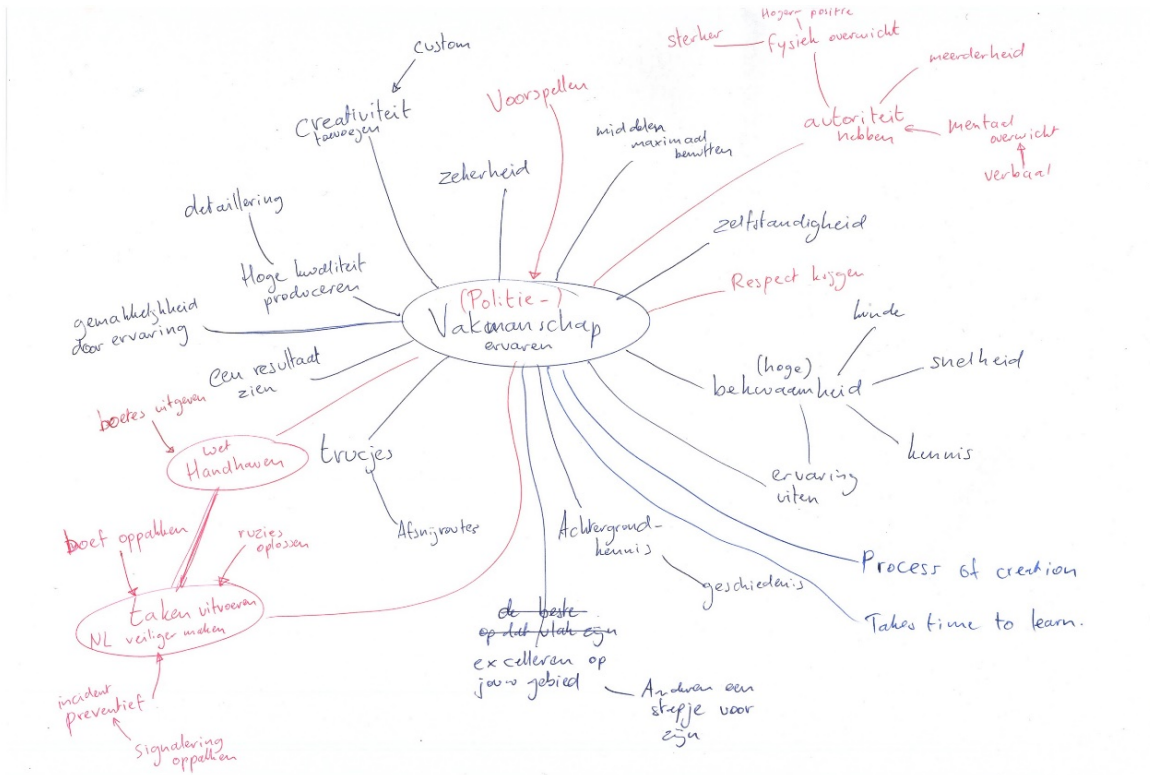 Hogere positie
sterker
fysiek overwicht
meerderheid
autoriteit
hebben
mentaal
overwicht
verbaal
custom
Creativiteit
toevoegen
Voorspellen
middelen
maximaal
benutten
zekerheid
detaillering
Hoge kwaliteit
produceren
zelfstandigheid
Respect krijgen
gemakkelijkheid
door ervaring
(Politie-)
Vakmanschap
ervaren
een resultaat
zien
kunde
(hoge)
bekwaamheid
snelheid
kennis
ervaring
uiten
boetes uitgeven
wet
Handhaven
trucjes
Afsnijroutes
boef oppakken
ruzies
oplossen
taken uitvoeren
NL veiliger maken
incident
preventief
signalering
oppakken
Achtergrond-
kennis
geschiedenis
Process of creation
Takes time to learn.
de beste
op dat vlak zijn
excelleren op
jouw gebied
Anderen een
stapje voor
zijn